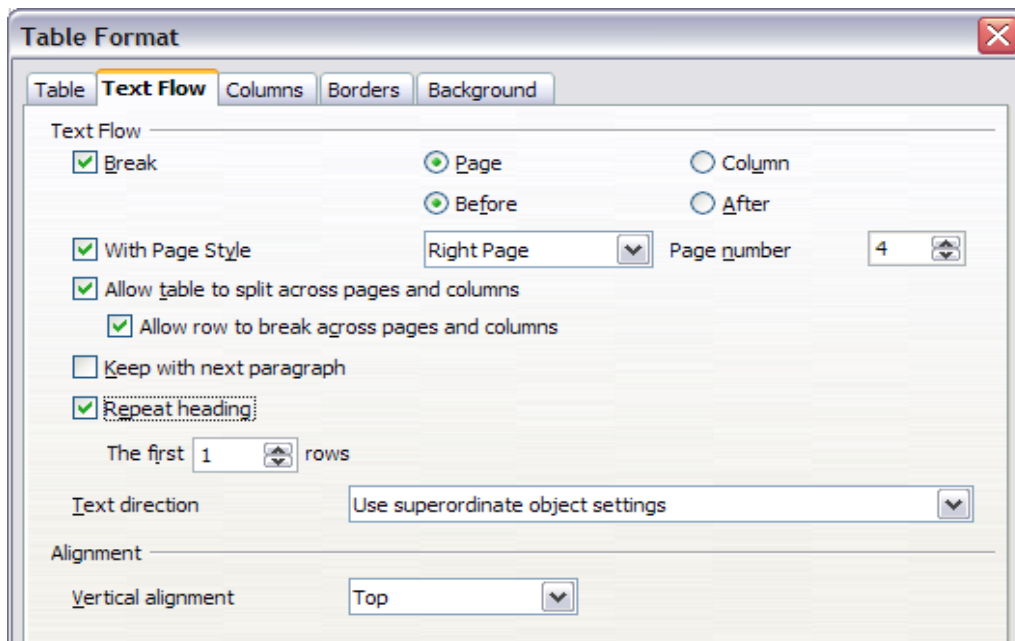 Table Format
Table Text Flow Columns Borders Background
Text Flow
Break Page Column
Before After
With Page Style Right Page Page number 4
Allow table to split across pages and columns
Allow row to break across pages and columns
Keep with next paragraph
Repeat heading
The first 1 rows
Text direction Use superordinate object settings
Alignment
Vertical alignment Top